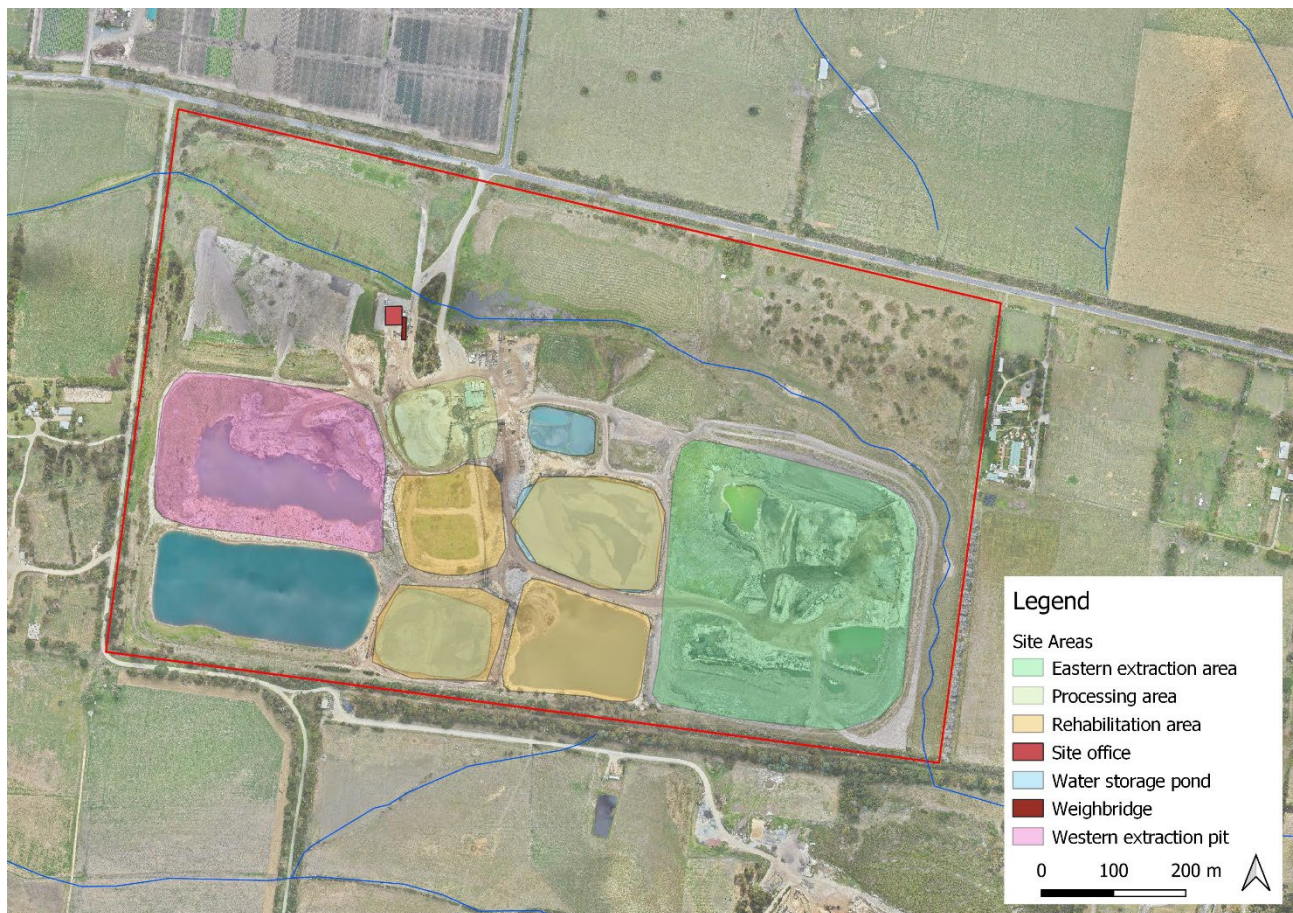 Legend
Site Areas
Eastern extraction area
Processing area
Rehabilitation area
Site office
Water storage pond
Weighbridge
Western extraction pit
0 100 200 m